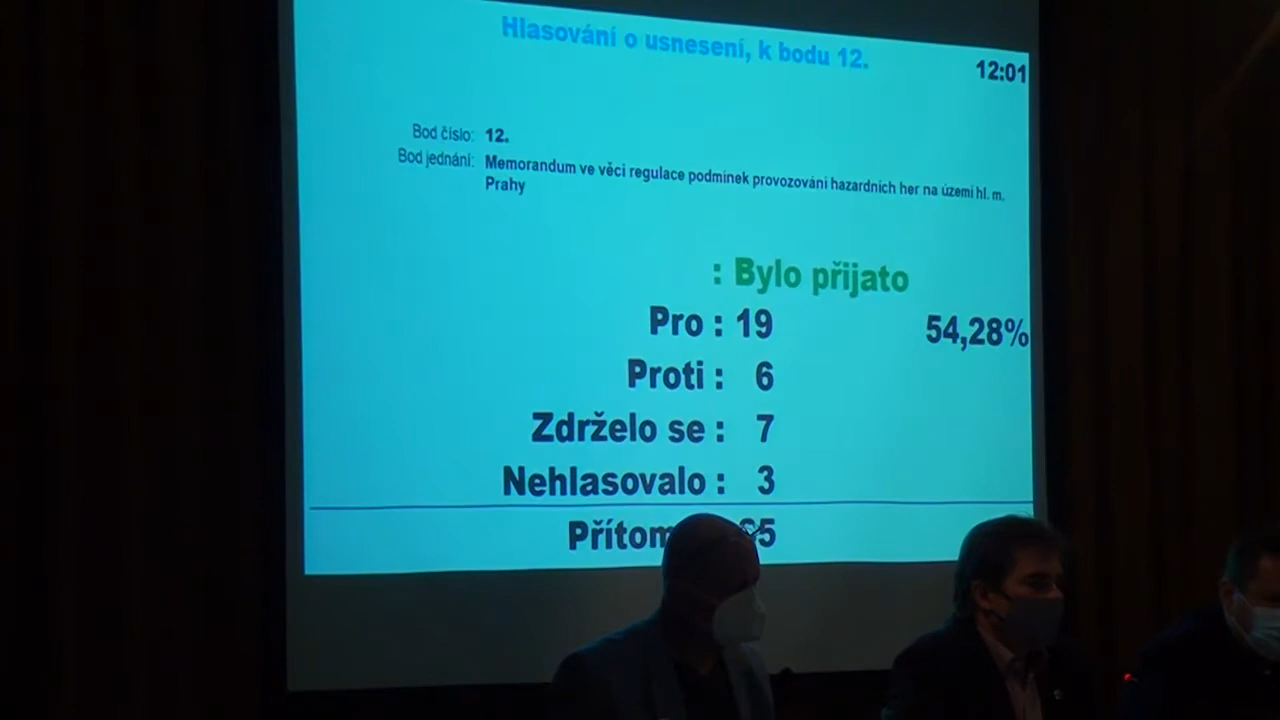 Hlasování o usnesení, k bodu 12.
12:01
Bod číslo: 12.
Bod jednání: Memorandum ve věci regulace podmínek provozování hazardních her na území hl. m.
Prahy
: Bylo přijato
Pro : 19 54,28%
Proti : 6
Zdrželo se : 7
Nehlasovalo : 3